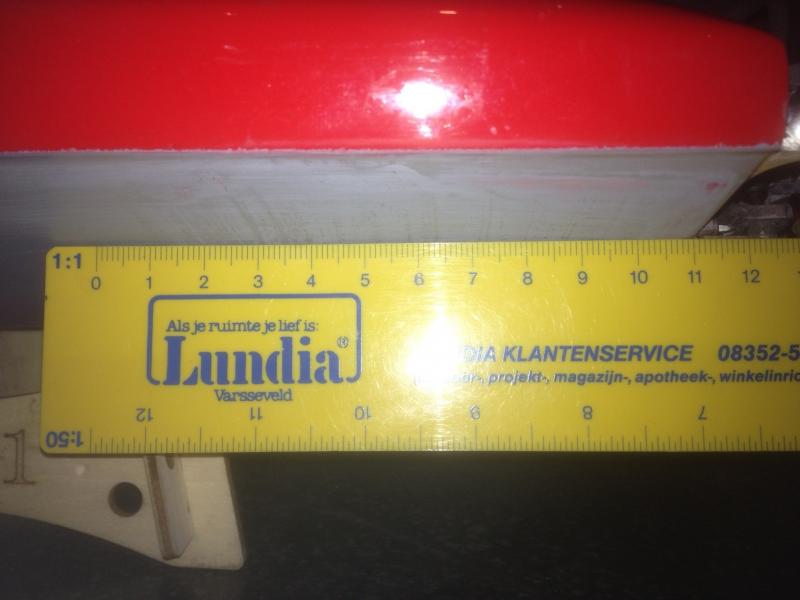 1:1
0 1 2 3 4 5 6 7 8 9 10 11 12
Als je ruimte je lief is:
Lundia®
Varsseveld
DIA KLANTENSERVICE 08352-5
projekt-, magazijn-, apotheek-, winkelinric
1:50
12 11 10 9 8 7
1